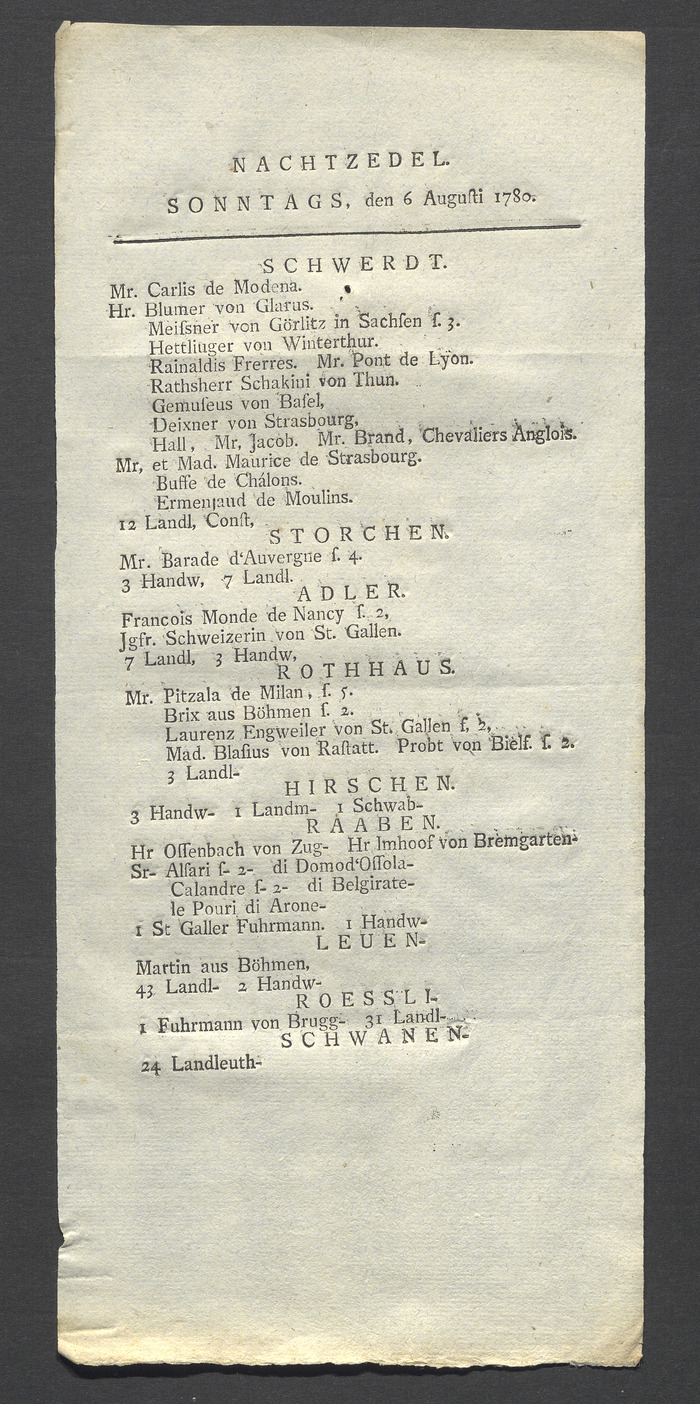 NACHTZEDEL.
SONNTAGS, den 6 Auguſti 1780.
SCHWERDT.
Mr. Carlis de Modena.
Hr. Blumer von Glarus.
Meiſsner von Görlitz in Sachſen ſ. 3.
Hettlinger von Winterthur.
Rainaldis Frerres. Mr. Pont de Lyon.
Rathsherr Schakini von Thun.
Gemuſeus von Baſel,
Deixner von Strasbourg,
Hall, Mr, Jacob. Mr. Brand, Chevaliers Anglois.
Mr, et Mad. Maurice de Strasbourg.
Buffe de Châlons.
Ermenjaud de Moulins.
12 Landl, Conſt,
STORCHEN.
Mr. Barade d'Auvergne ſ. 4.
3 Handw, 7 Landl.
ADLER.
Francois Monde de Nancy ſ. 2,
Jgfr. Schweizerin von St. Gallen.
7 Landl, 3 Handw,
ROTHHAUS.
Mr. Pitzala de Milan, ſ. 5.
Brix aus Böhmen ſ. 2.
Laurenz Engweiler von St. Gallen ſ, 2,
Mad. Blaſius von Raſtatt. Probt von Bielſ. ſ. 2.
3 Landl-
HIRSCHEN.
3 Handw- 1 Landm- 1 Schwab-
RAABEN.
Hr Oſſenbach von Zug- Hr Imhoof von Bremgarten-
Sr- Alſari ſ- 2- di Domod'Oſſola-
Calandre ſ- 2- di Belgirate-
le Pouri di Arone-
1 St Galler Fuhrmann. 1 Handw-
LEUEN-
Martin aus Böhmen,
43 Landl- 2 Handw-
ROESSLI-
1 Fuhrmann von Brugg- 31 Landl-
SCHWANEN-
24 Landleuth-